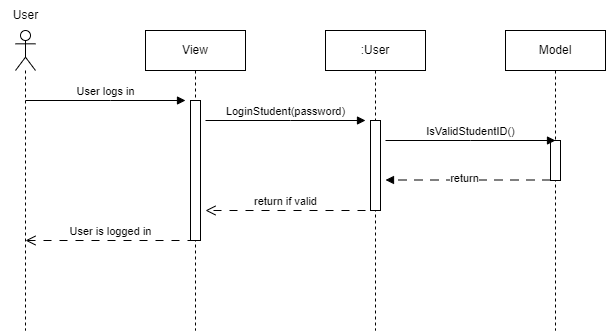 User
View
:User
Model
User logs in
LoginStudent(password)
IsValidStudentID()
return
return if valid
User is logged in